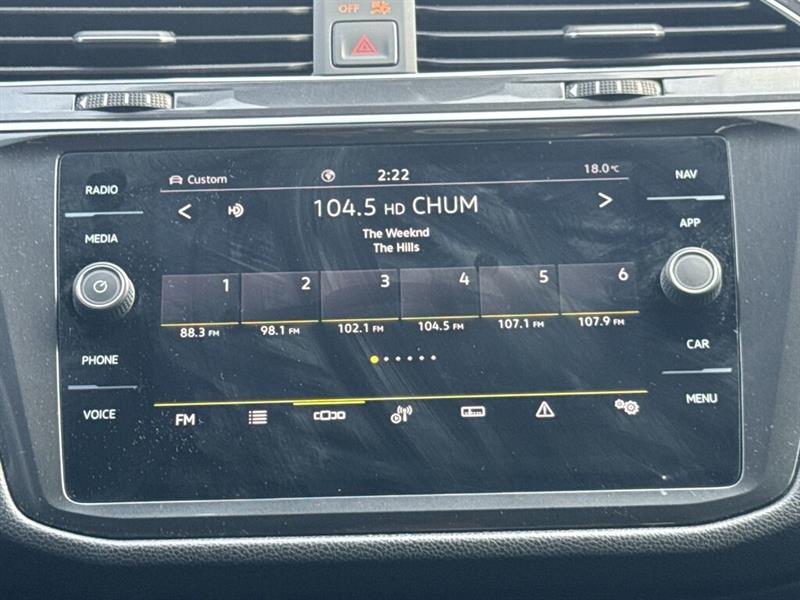 OFF
RADIO
MEDIA
PHONE
VOICE
Custom
2:22
18.0°C
104.5 HD CHUM
The Weeknd
The Hills
1 2 3 4 5 6
88.3 FM 98.1 FM 102.1 FM 104.5 FM 107.1 FM 107.9 FM
FM
NAV
APP
CAR
MENU